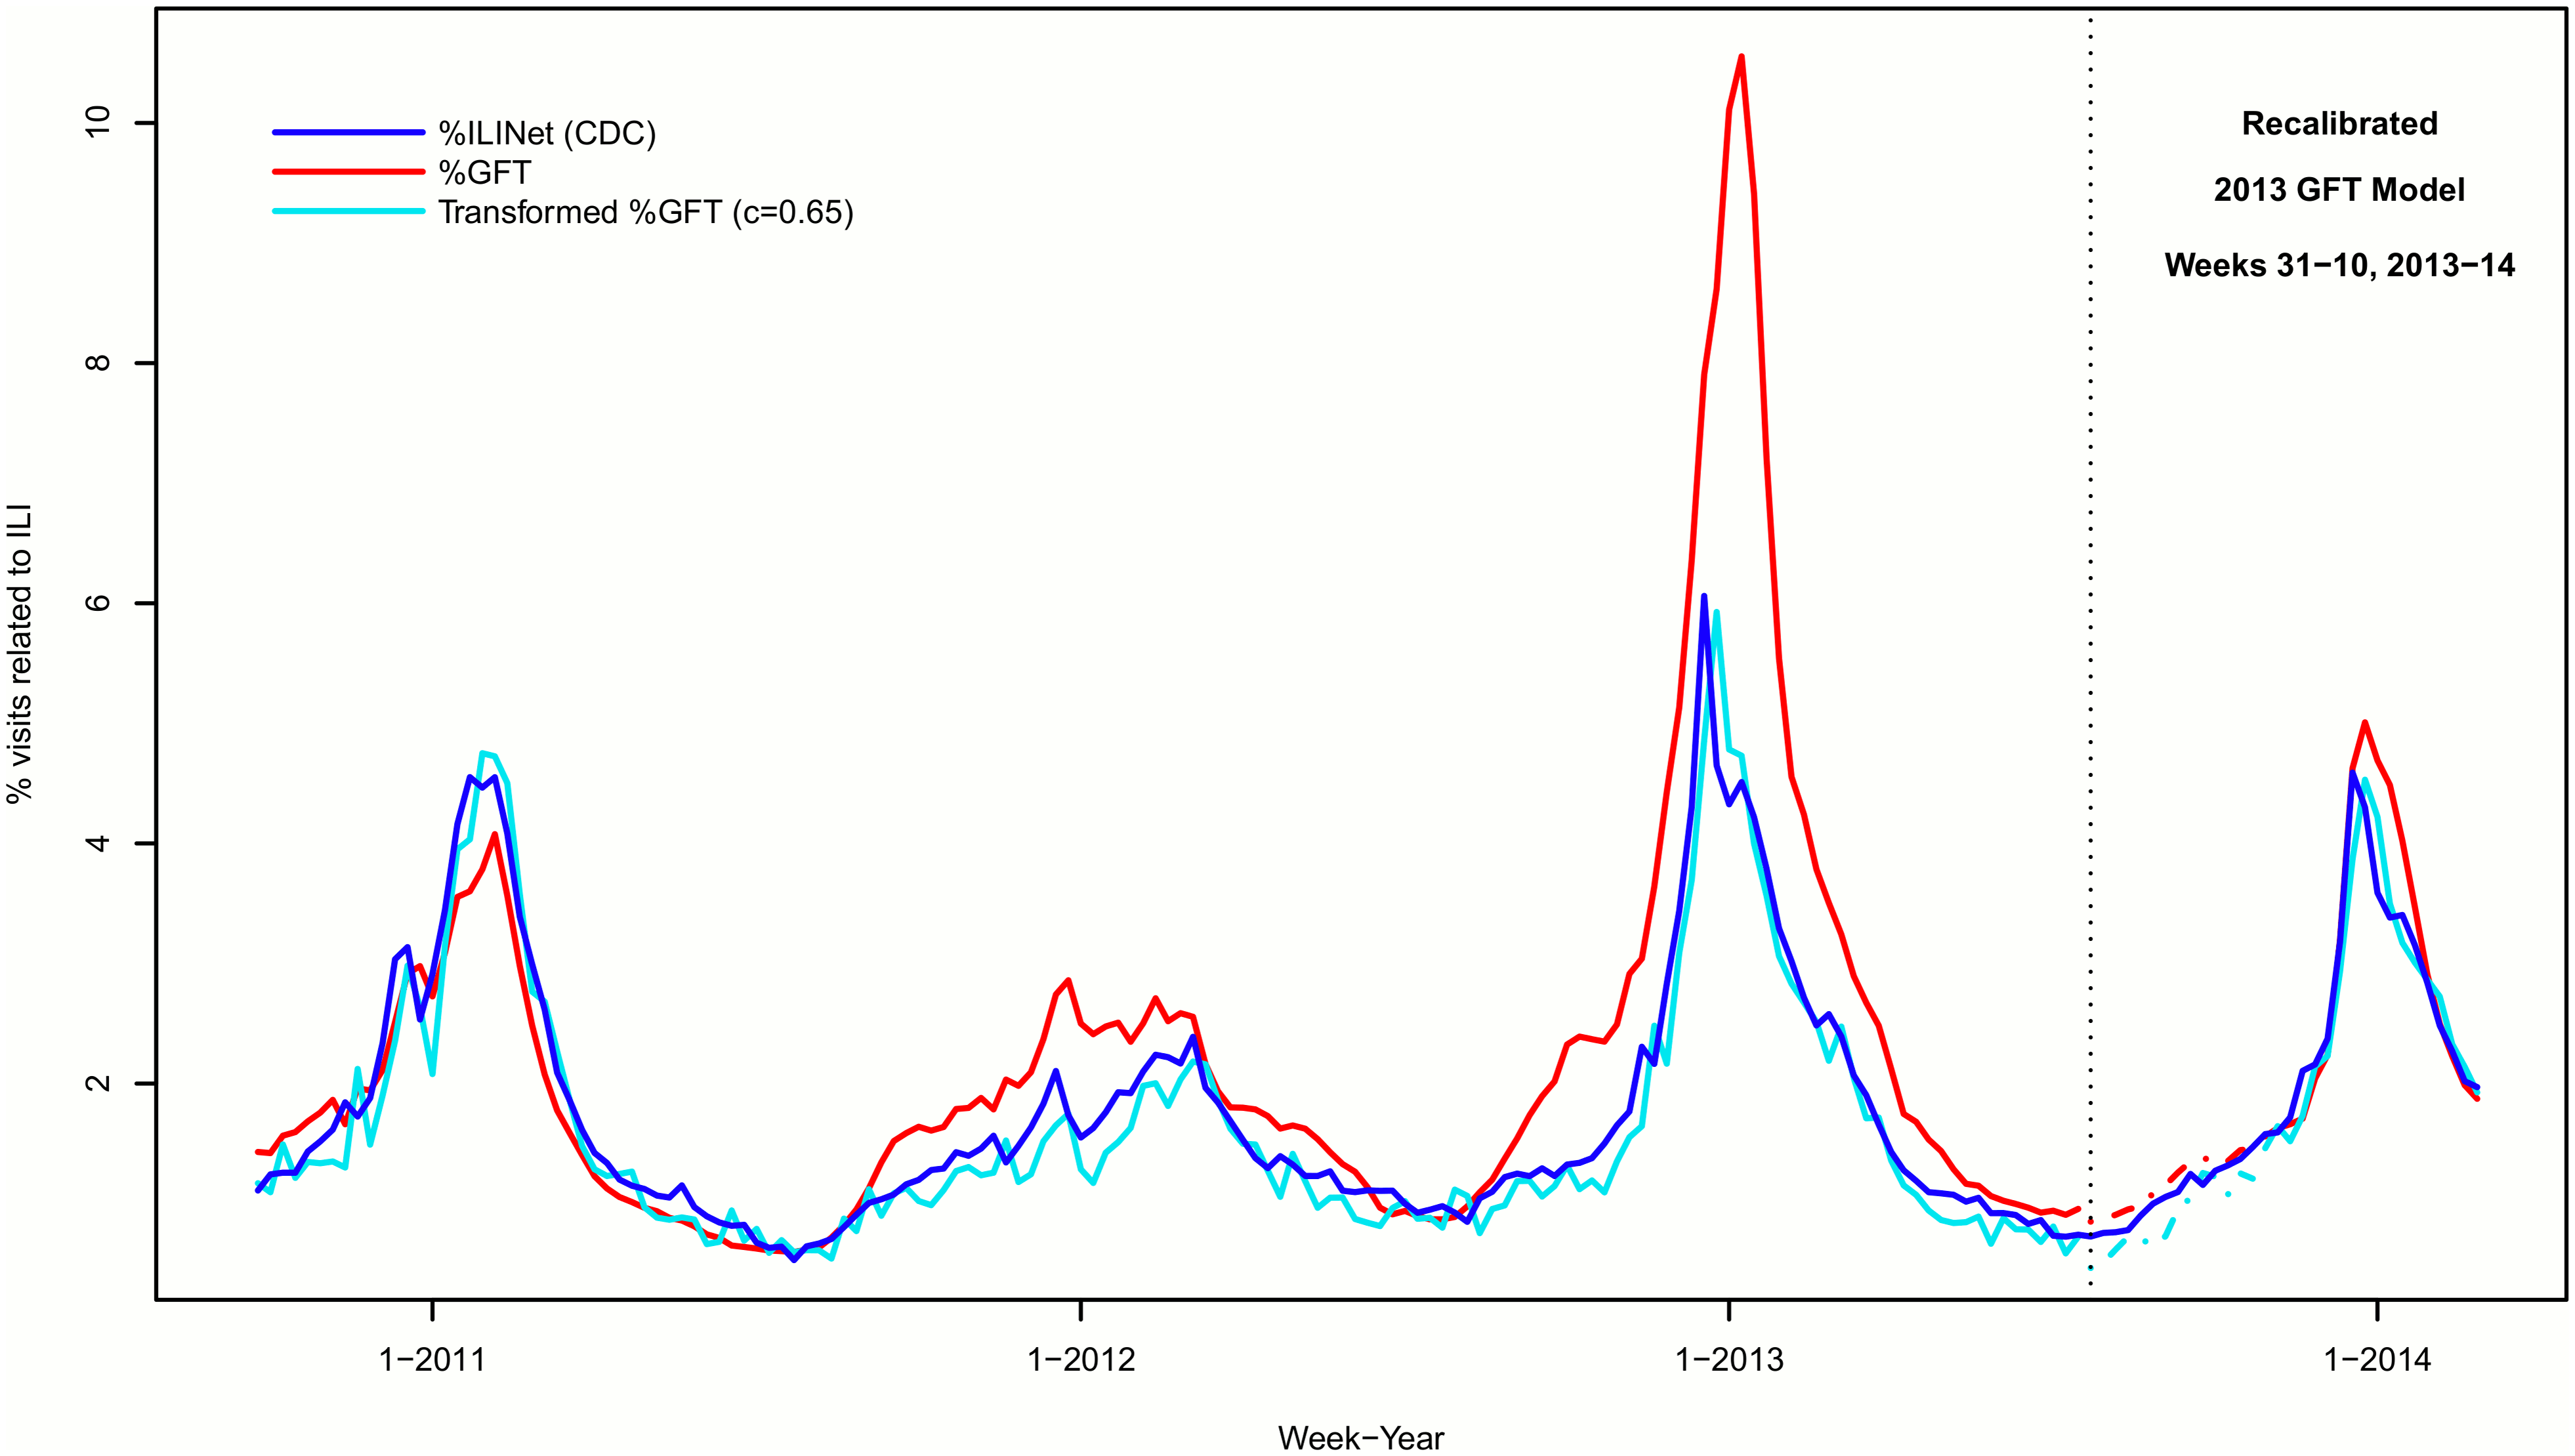 %ILINet (CDC)
%GFT
Transformed %GFT (c=0.65)
Recalibrated
2013 GFT Model
Weeks 31−10, 2013−14
% visits related to ILI
10
8
6
4
2
1−2011
1−2012
1−2013
1−2014
Week−Year